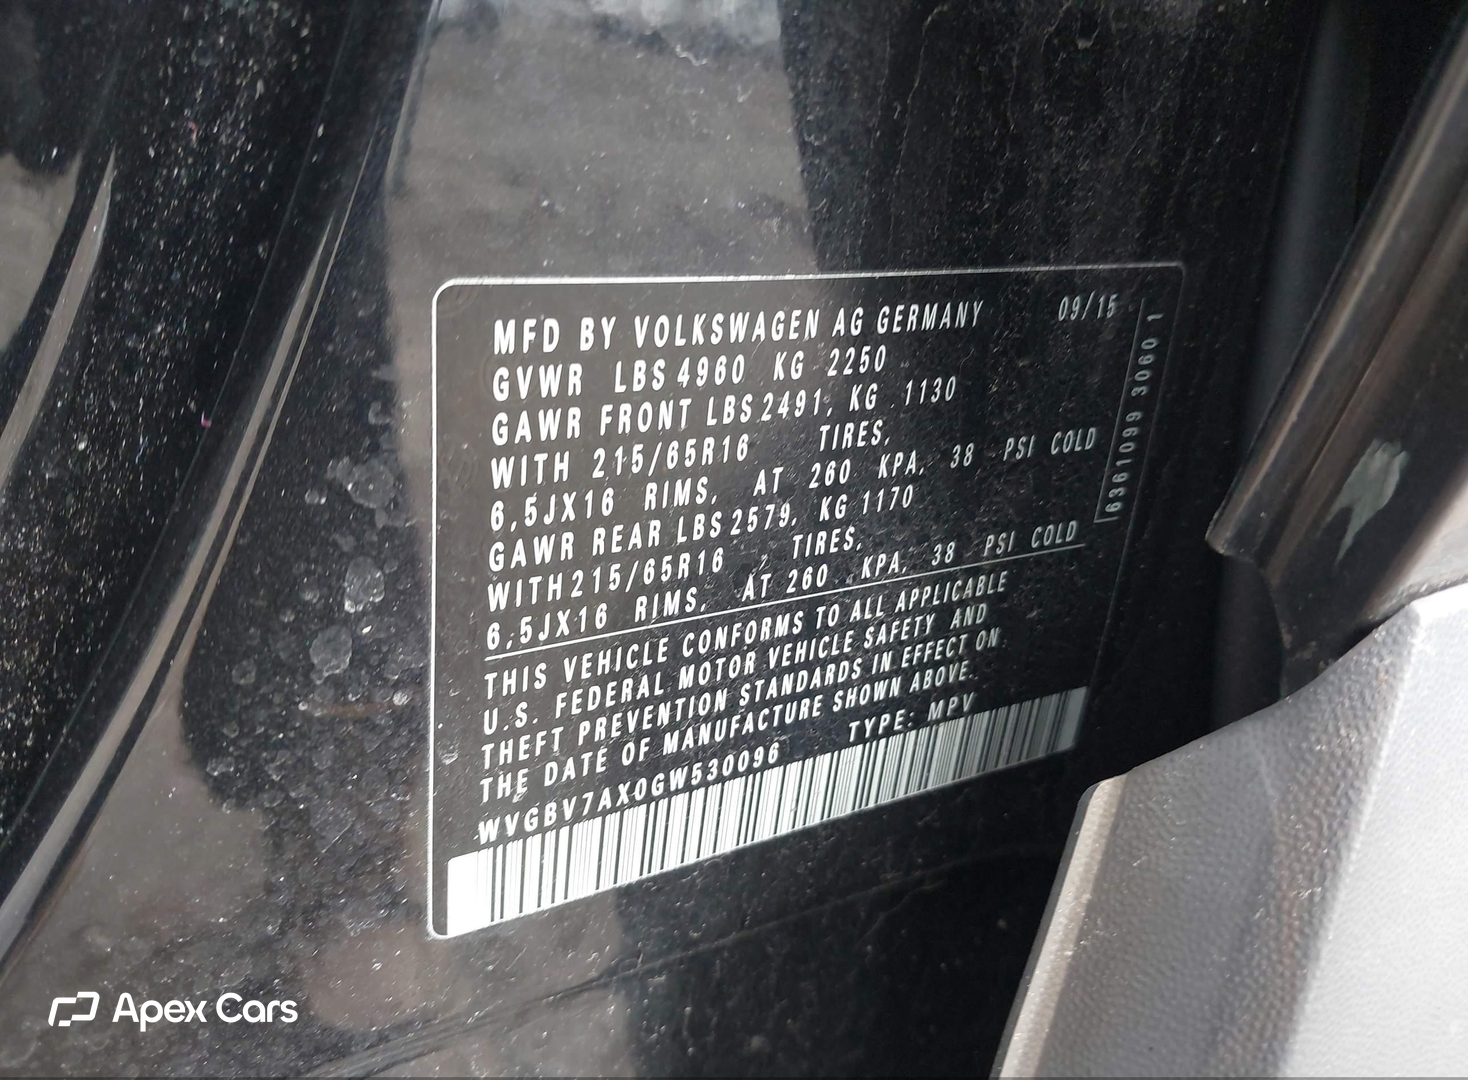 MFD BY VOLKSWAGEN AG GERMANY 09/15
GVWR LBS 4960 KG 2250
GAWR FRONT LBS 2491, KG 1130
WITH 215/65R16 TIRES,
6,5JX16 RIMS, AT 260 KPA, 38 PSI COLD
GAWR REAR LBS 2579, KG 1170
WITH 215/65R16 TIRES,
6,5JX16 RIMS, AT 260 KPA, 38 PSI COLD
THIS VEHICLE CONFORMS TO ALL APPLICABLE
U.S. FEDERAL MOTOR VEHICLE SAFETY AND
THEFT PREVENTION STANDARDS IN EFFECT ON
THE DATE OF MANUFACTURE SHOWN ABOVE.
WVGBV7AX0GW530096 TYPE: MPV
6361099 3060 1
Apex Cars